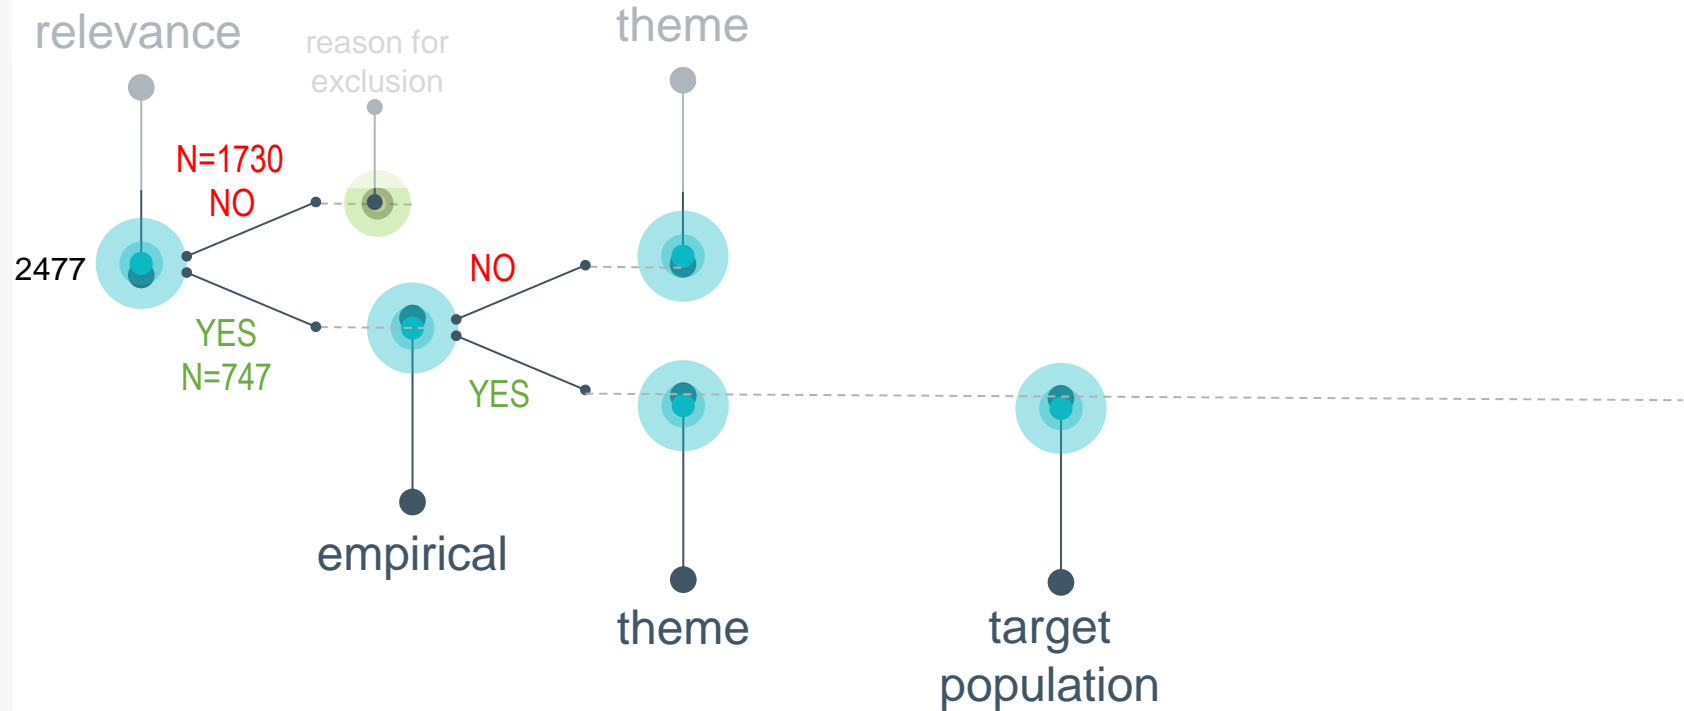 relevance
reason for
exclusion
theme
N=1730
NO
2477
YES
N=747
NO
YES
empirical
theme
target
population